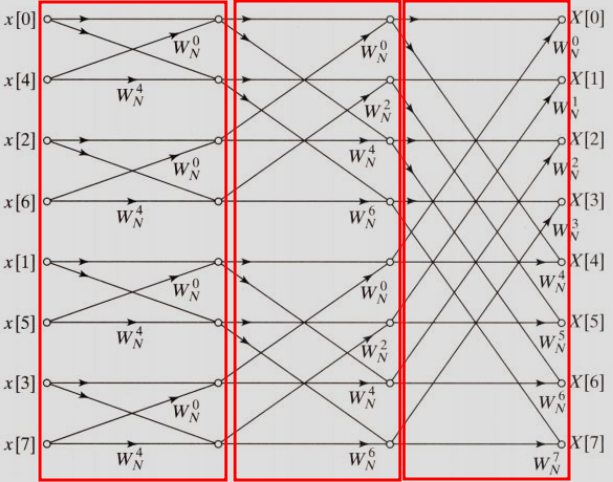 x[0] X[0]
W_N^0 W_N^0 W_N^0
x[4] X[1]
W_N^4 W_N^2 W_N^1
x[2] W_N^4 X[2]
W_N^0 W_N^2
x[6] X[3]
W_N^4 W_N^6 W_N^3
x[1] X[4]
W_N^0 W_N^0 W_N^4
x[5] X[5]
W_N^4 W_N^2 W_N^5
x[3] W_N^4 X[6]
W_N^0 W_N^6
x[7] X[7]
W_N^4 W_N^6 W_N^7